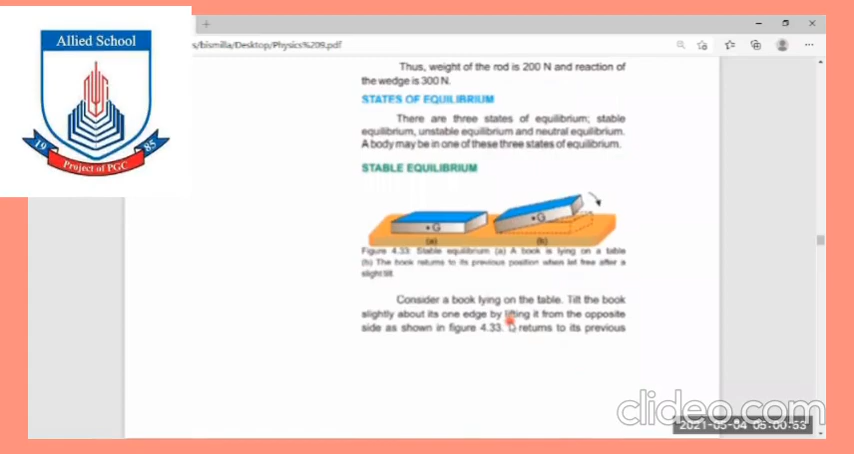 Allied School
19 85
Project of PGC
s/bismilla/Desktop/Physics%209.pdf
Thus, weight of the rod is 200 N and reaction of
the wedge is 300 N.
STATES OF EQUILIBRIUM
There are three states of equilibrium; stable
equilibrium, unstable equilibrium and neutral equilibrium.
A body may be in one of these three states of equilibrium.
STABLE EQUILIBRIUM
G
G
(a) (b)
Figure 4.33: Stable equilibrium (a) A book is lying on a table
(b) The book returns to its previous position when let free after a
slight tilt.
Consider a book lying on the table. Tilt the book
slightly about its one edge by lifting it from the opposite
side as shown in figure 4.33. returns to its previous
clideo.com
2021-05-04 05:00:53